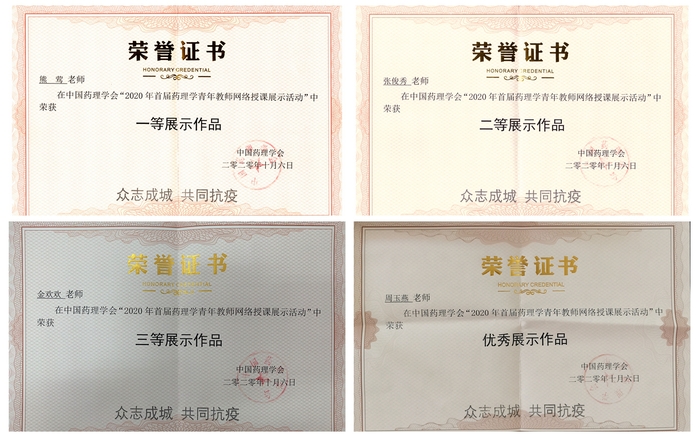 荣誉证书
HONORARY CREDENTIAL
熊 莺 老师
在中国药理学会“2020年首届药理学青年教师网络授课展示活动”中
荣获
一等展示作品
中国药理学会
二〇二〇年十月六日
众志成城 共同抗疫
荣誉证书
HONORARY CREDENTIAL
张俊秀 老师
在中国药理学会“2020年首届药理学青年教师网络授课展示活动”中
荣获
二等展示作品
中国药理学会
二〇二〇年十月六日
众志成城 共同抗疫
荣誉证书
HONORARY CREDENTIAL
金欢欢 老师
在中国药理学会“2020年首届药理学青年教师网络授课展示活动”中
荣获
三等展示作品
中国药理学会
二〇二〇年十月六日
众志成城 共同抗疫
荣誉证书
HONORARY CREDENTIAL
周玉燕 老师
在中国药理学会“2020年首届药理学青年教师网络授课展示活动”中
荣获
优秀展示作品
中国药理学会
二〇二〇年十月六日
众志成城 共同抗疫